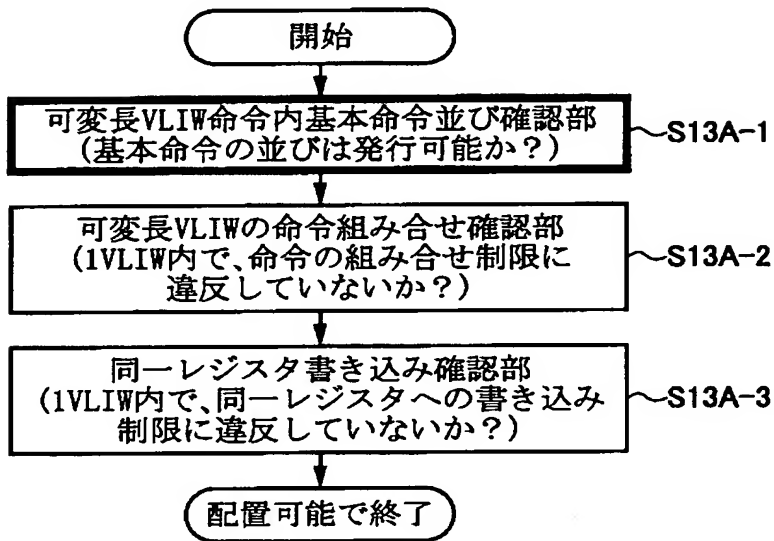 開始
可変長VLIW命令内基本命令並び確認部
(基本命令の並びは発行可能か?)
S13A-1
可変長VLIWの命令組み合せ確認部
(1VLIW内で、命令の組み合せ制限に
違反していないか?)
S13A-2
同一レジスタ書き込み確認部
(1VLIW内で、同一レジスタへの書き込み
制限に違反していないか?)
S13A-3
配置可能で終了